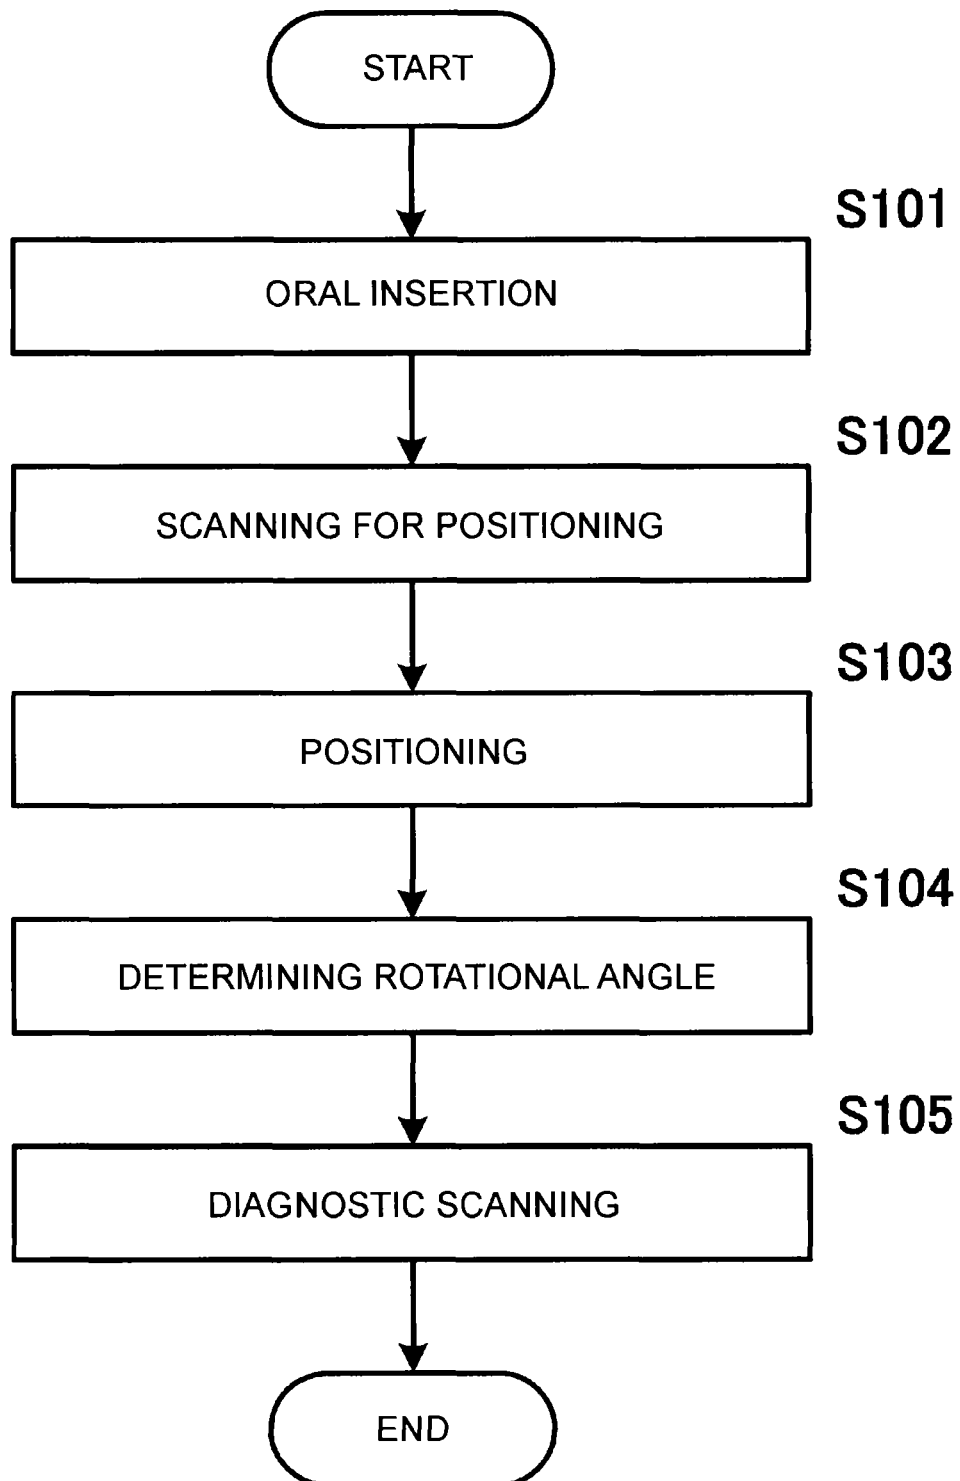 START
S101
ORAL INSERTION
S102
SCANNING FOR POSITIONING
S103
POSITIONING
S104
DETERMINING ROTATIONAL ANGLE
S105
DIAGNOSTIC SCANNING
END